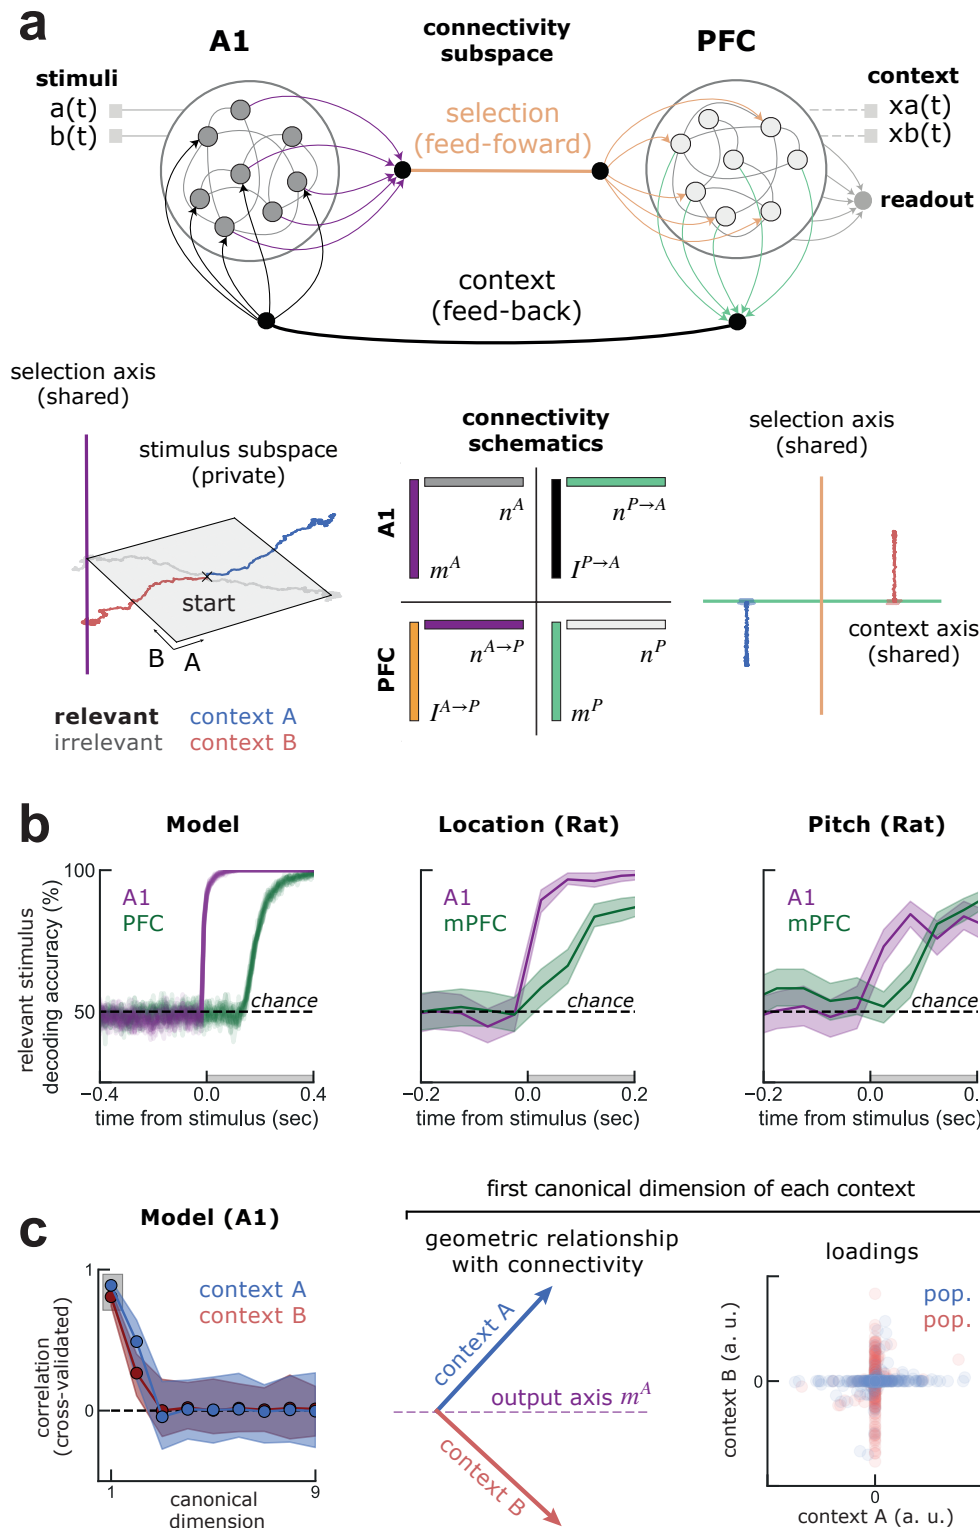 a
A1
connectivity
subspace
PFC
stimuli
a(t)
b(t)
selection
(feed-foward)
context
xa(t)
xb(t)
readout
context
(feed-back)
selection axis
(shared)
stimulus subspace
(private)
start
B
A
relevant
irrelevant
context A
context B
connectivity
schematics
A1
PFC
n^A
m^A
n^{P→A}
I^{P→A}
n^{A→P}
I^{A→P}
n^P
m^P
selection axis
(shared)
context axis
(shared)
b
Model
Location (Rat)
Pitch (Rat)
relevant stimulus
decoding accuracy (%)
100
50
A1
PFC
chance
−0.4
0.0
0.4
time from stimulus (sec)
A1
mPFC
chance
−0.2
0.0
0.2
time from stimulus (sec)
A1
mPFC
chance
−0.2
0.0
time from stimulus (sec)
c
Model (A1)
first canonical dimension of each context
correlation
(cross-validated)
1
0
context A
context B
1
9
canonical
dimension
geometric relationship
with connectivity
context A
output axis m^A
context B
loadings
pop.
pop.
context B (a. u.)
0
0
context A (a. u.)